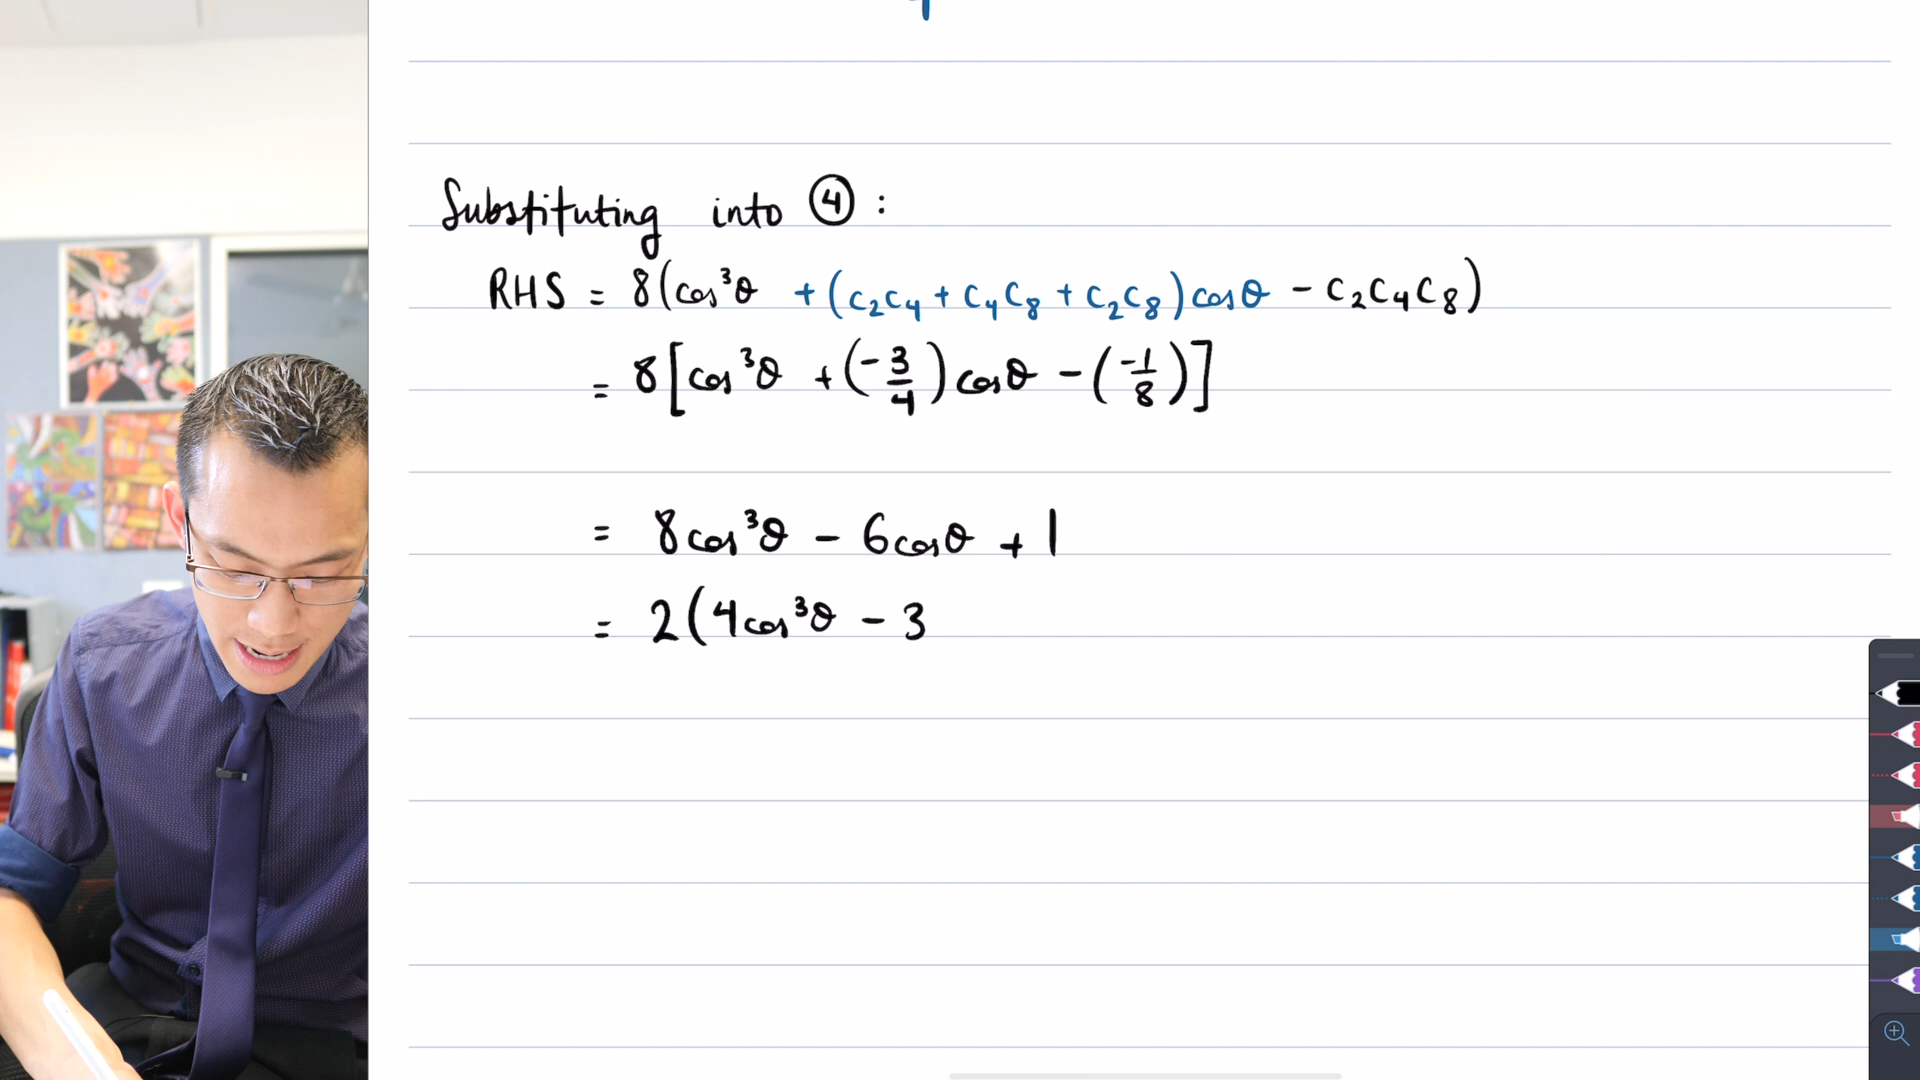 Substituting into ④ :
RHS = 8(cos³θ + (c₂c₄ + c₄c₈ + c₂c₈)cosθ - c₂c₄c₈)
= 8[cos³θ + (-3/4)cosθ - (-1/8)]
= 8cos³θ - 6cosθ + 1
= 2(4cos³θ - 3